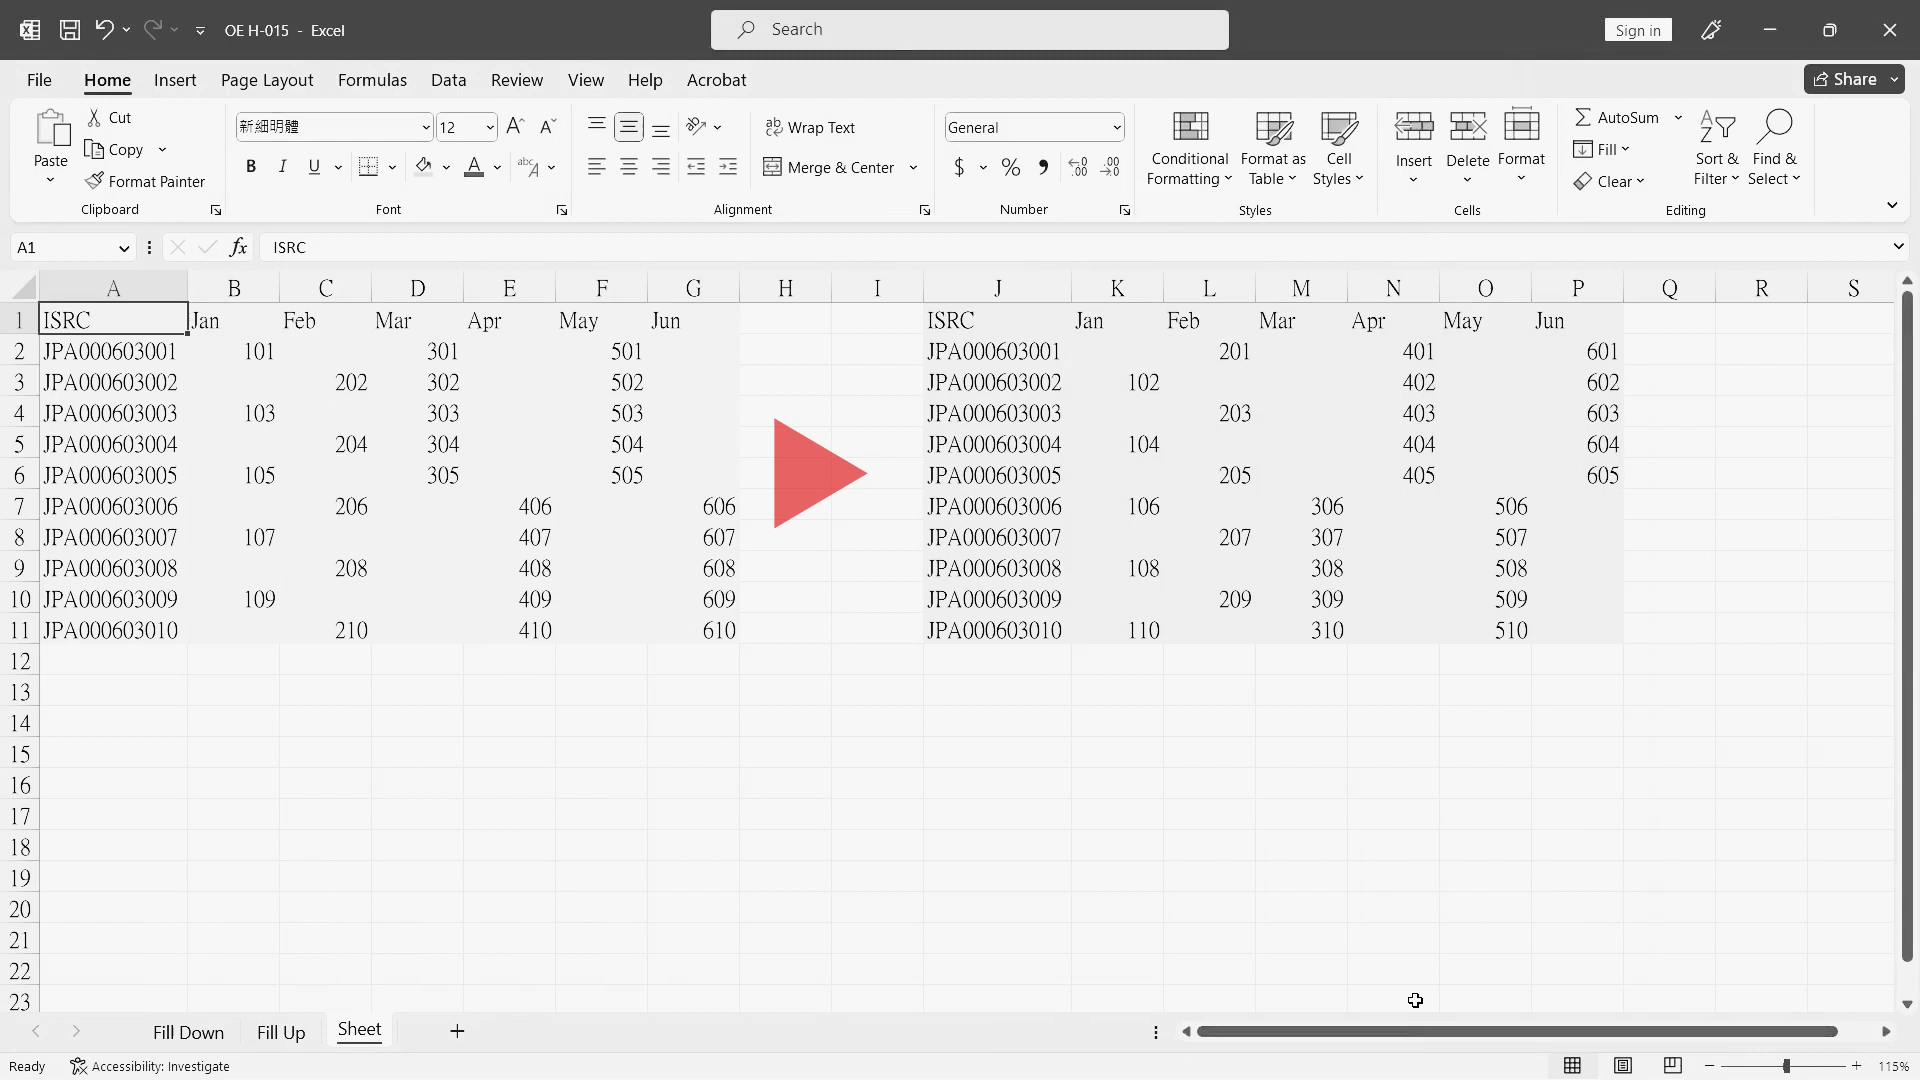 OE H-015 - Excel
Search
Sign in
File Home Insert Page Layout Formulas Data Review View Help Acrobat
Share
Paste
Cut
Copy
Format Painter
Clipboard
新細明體 12
B I U
Font
Wrap Text
Merge & Center
Alignment
General
$ % ,
Number
Conditional Formatting
Format as Table
Cell Styles
Styles
Insert Delete Format
Cells
AutoSum
Fill
Clear
Sort & Filter
Find & Select
Editing
A1 fx ISRC
A B C D E F G H I J K L M N O P Q R S
1 ISRC Jan Feb Mar Apr May Jun ISRC Jan Feb Mar Apr May Jun
2 JPA000603001 101 301 501 JPA000603001 201 401 601
3 JPA000603002 202 302 502 JPA000603002 102 402 602
4 JPA000603003 103 303 503 JPA000603003 203 403 603
5 JPA000603004 204 304 504 JPA000603004 104 404 604
6 JPA000603005 105 305 505 JPA000603005 205 405 605
7 JPA000603006 206 406 606 JPA000603006 106 306 506
8 JPA000603007 107 407 607 JPA000603007 207 307 507
9 JPA000603008 208 408 608 JPA000603008 108 308 508
10 JPA000603009 109 409 609 JPA000603009 209 309 509
11 JPA000603010 210 410 610 JPA000603010 110 310 510
12
13
14
15
16
17
18
19
20
21
22
23
Fill Down Fill Up Sheet
Ready Accessibility: Investigate 115%